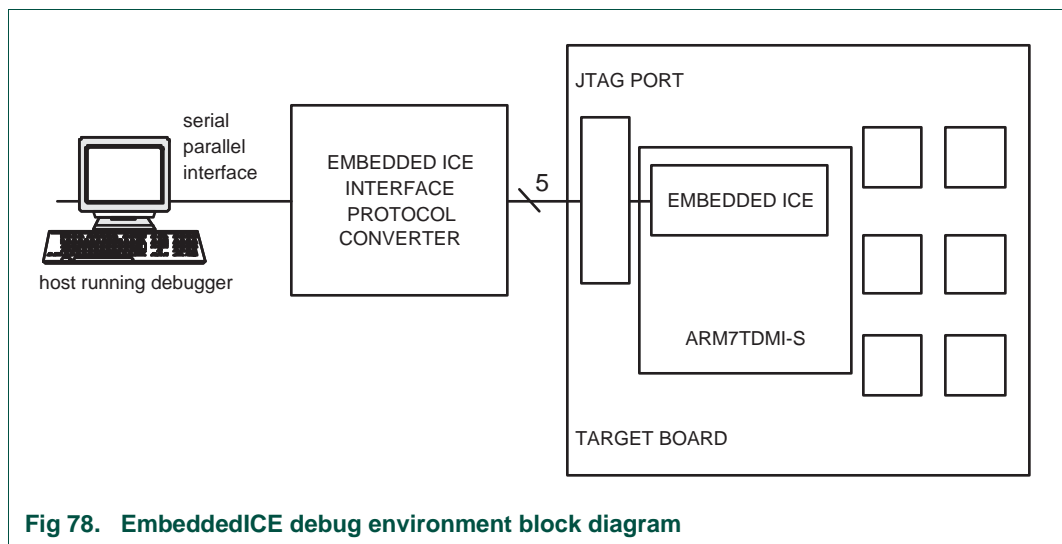 serial
parallel
interface
host running debugger
EMBEDDED ICE
INTERFACE
PROTOCOL
CONVERTER
5
JTAG PORT
EMBEDDED ICE
ARM7TDMI-S
TARGET BOARD
Fig 78. EmbeddedICE debug environment block diagram